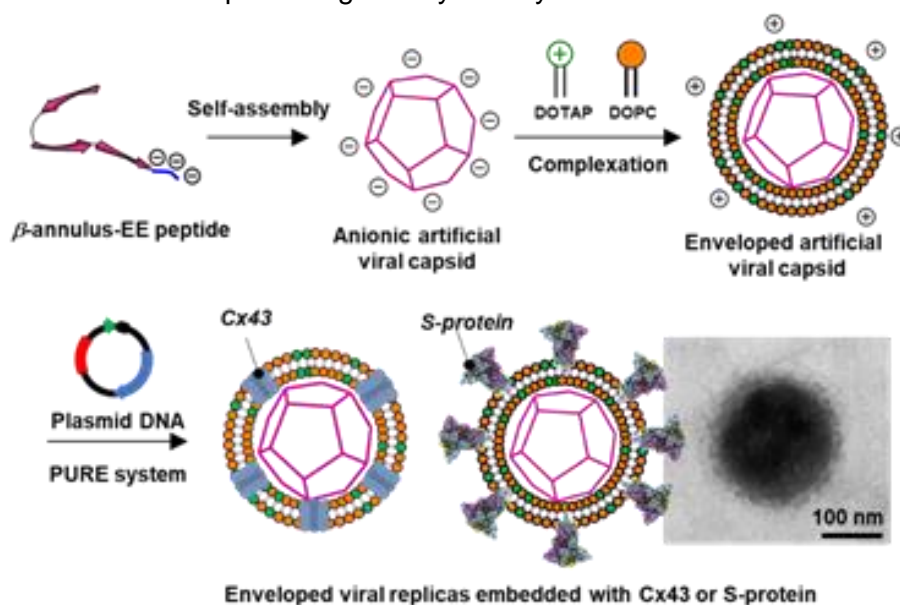 Self-assembly
DOTAP DOPC
Complexation
β-annulus-EE peptide
Anionic artificial
viral capsid
Enveloped artificial
viral capsid
Cx43
S-protein
Plasmid DNA
PURE system
100 nm
Enveloped viral replicas embedded with Cx43 or S-protein